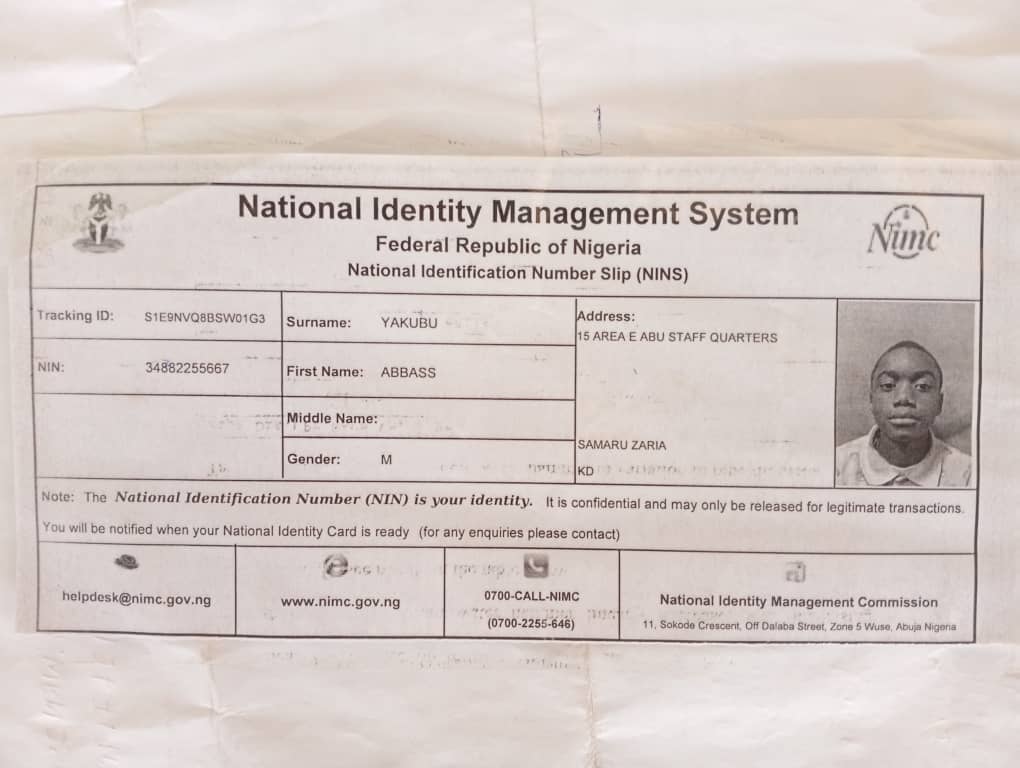 National Identity Management System
Federal Republic of Nigeria
National Identification Number Slip (NINS)
Nimc
Tracking ID: S1E9NVQ8BSW01G3
NIN: 34882255667
Surname: YAKUBU
First Name: ABBASS
Middle Name:
Gender: M
Address:
15 AREA E ABU STAFF QUARTERS
SAMARU ZARIA
KD
Note: The National Identification Number (NIN) is your identity. It is confidential and may only be released for legitimate transactions.
You will be notified when your National Identity Card is ready (for any enquiries please contact)
helpdesk@nimc.gov.ng
www.nimc.gov.ng
0700-CALL-NIMC
(0700-2255-646)
National Identity Management Commission
11, Sokode Crescent, Off Dalaba Street, Zone 5 Wuse, Abuja Nigeria